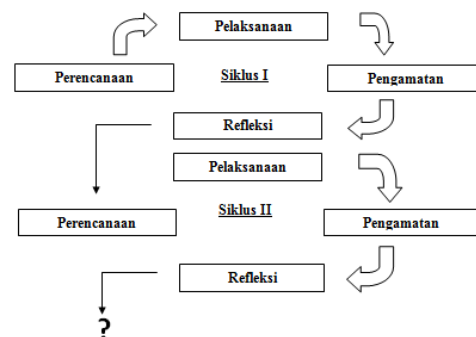 Pelaksanaan
Perencanaan
Siklus I
Pengamatan
Refleksi
Pelaksanaan
Siklus II
Perencanaan
Pengamatan
Refleksi
?